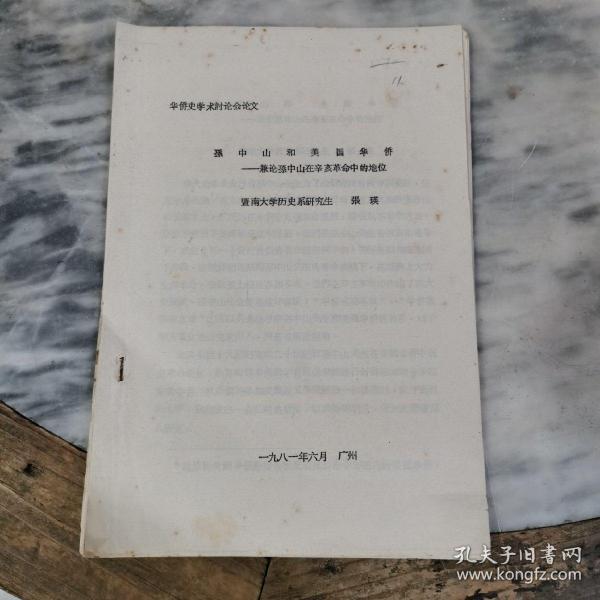 华侨史学术討论会论文
孫中山和美国华侨
——兼论孫中山在辛亥革命中的地位
暨南大学历史系研究生 張瑛
一九八一年六月 广州
孔夫子旧书网
www.kongfz.com